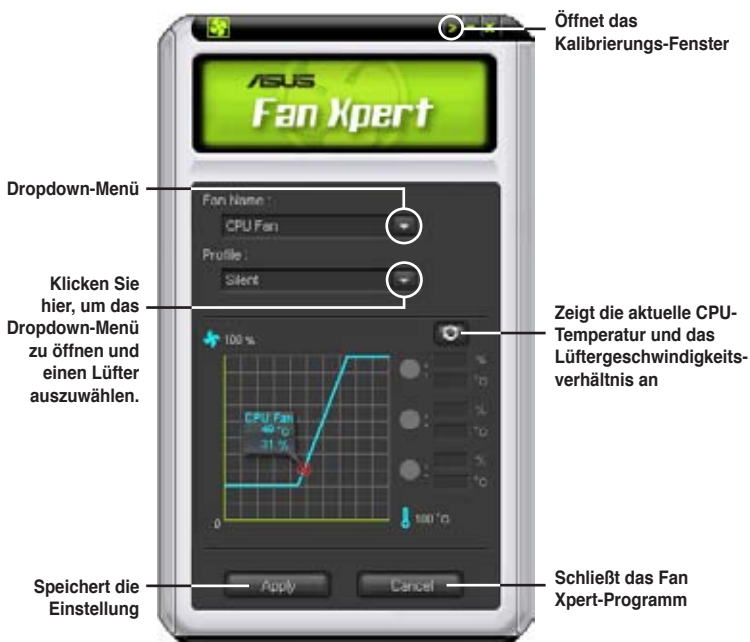 Öffnet das
Kalibrierungs-Fenster
ASUS
Fan Xpert
Dropdown-Menü
Fan Name :
CPU Fan
Profile :
Silent
Klicken Sie
hier, um das
Dropdown-Menü
zu öffnen und
einen Lüfter
auszuwählen.
Zeigt die aktuelle CPU-
Temperatur und das
Lüftergeschwindigkeits-
verhältnis an
100 %
CPU Fan
°C
31 %
: %
°C
: %
°C
: %
°C
0
100 °C
Apply
Cancel
Speichert die
Einstellung
Schließt das Fan
Xpert-Programm